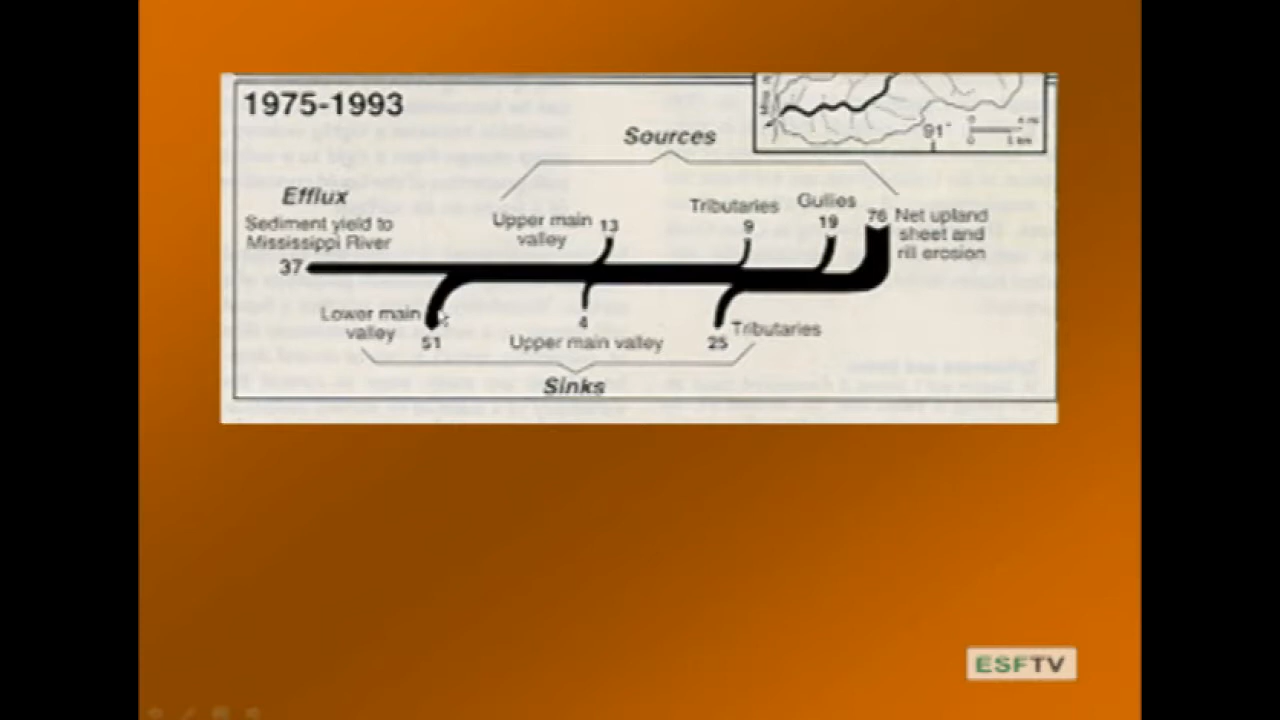 1975-1993
Sources
91°
Efflux
Sediment yield to
Mississippi River
37
Upper main
valley
13
Tributaries
9
Gullies
19
76
Net upland
sheet and
rill erosion
Lower main
valley
51
4
Upper main valley
25
Tributaries
Sinks
ESFTV